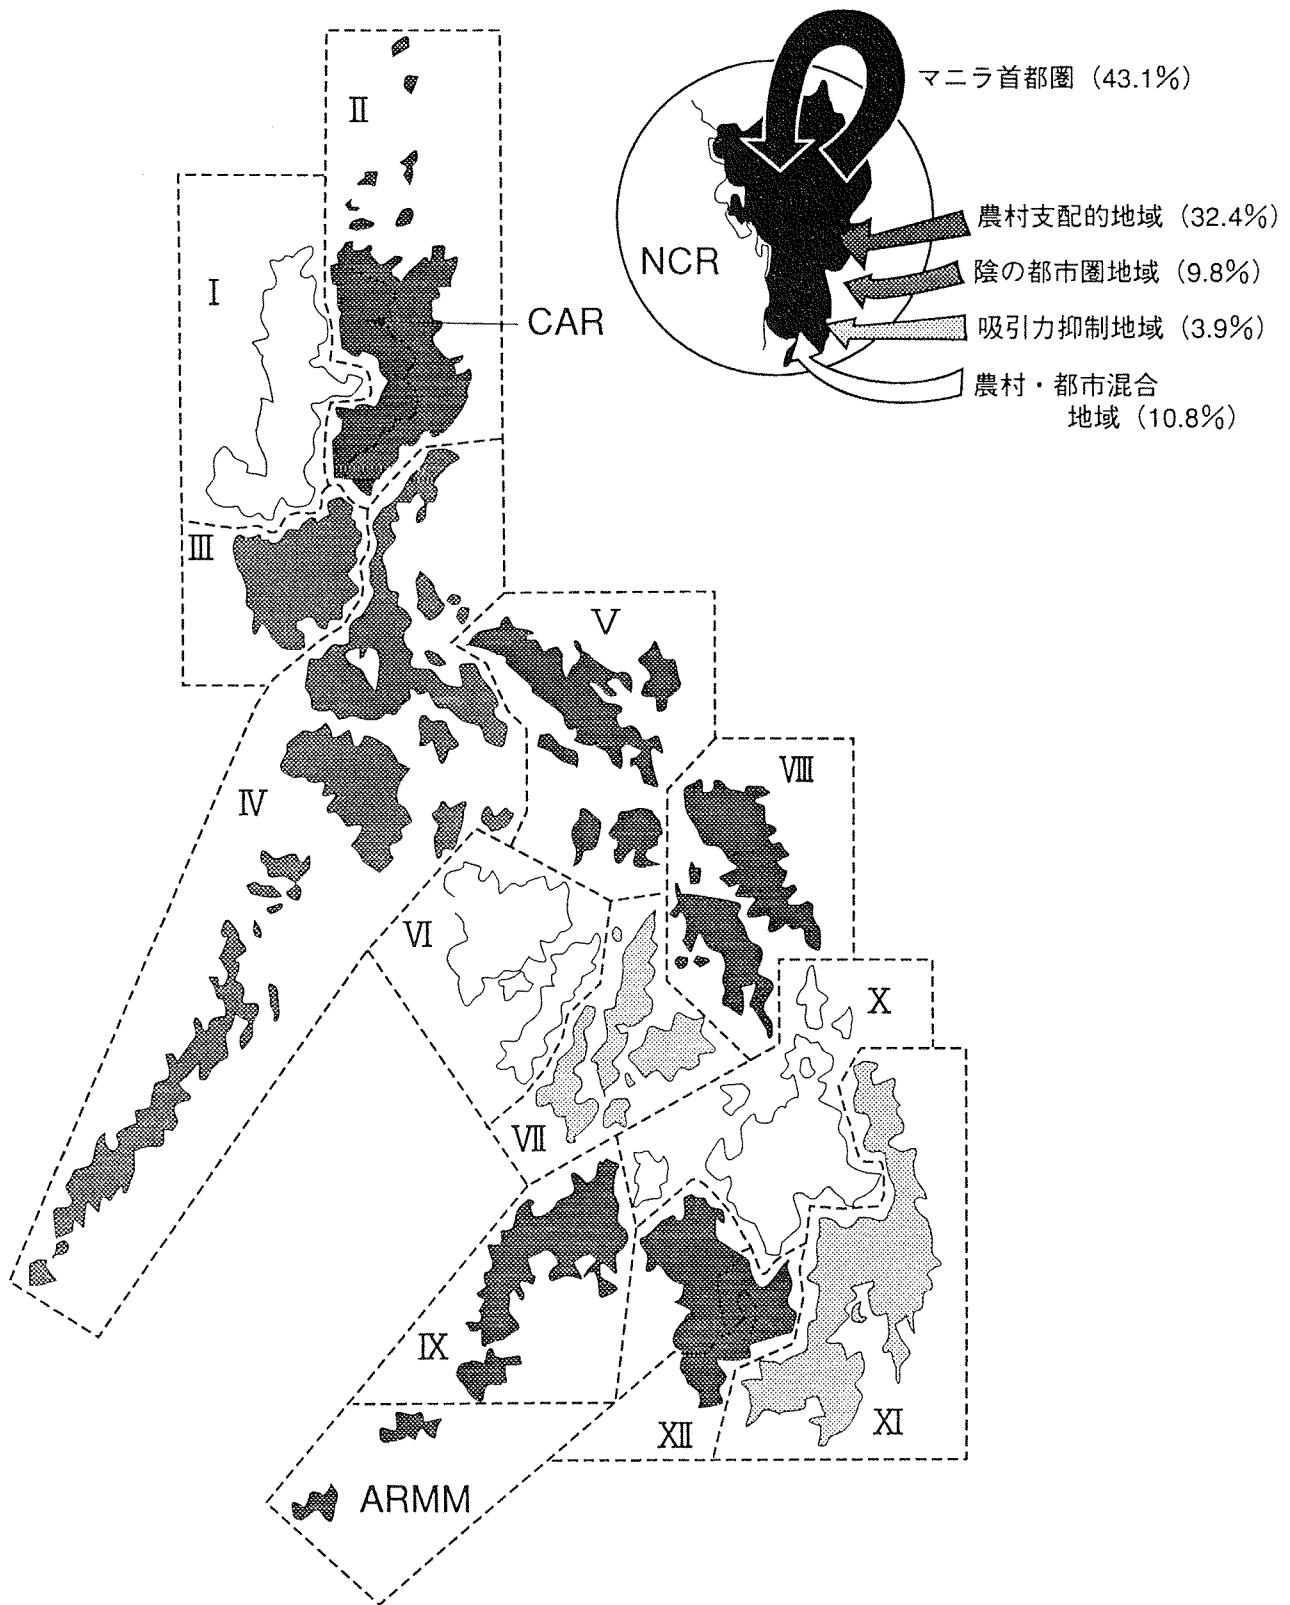 マニラ首都圏（43.1％）
II
農村支配的地域（32.4％）
NCR
陰の都市圏地域（9.8％）
I
CAR
吸引力抑制地域（3.9％）
農村・都市混合
地域（10.8％）
III
V
VIII
IV
VI
X
VII
IX
XI
XII
ARMM